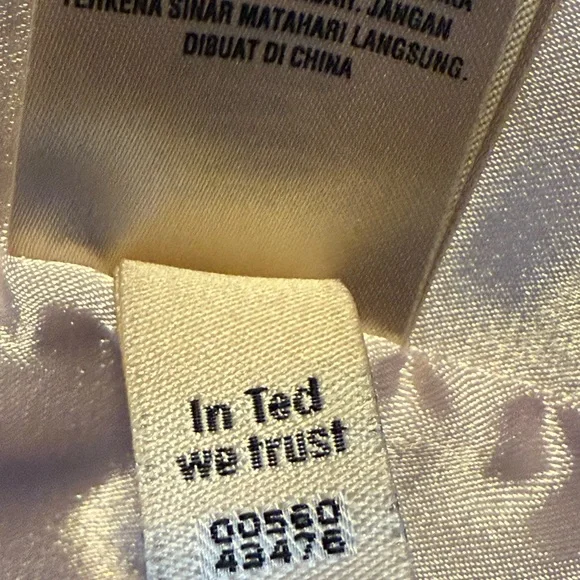 JANGAN
TERKENA SINAR MATAHARI LANGSUNG.
DIBUAT DI CHINA
In Ted
we trust
00580
43476